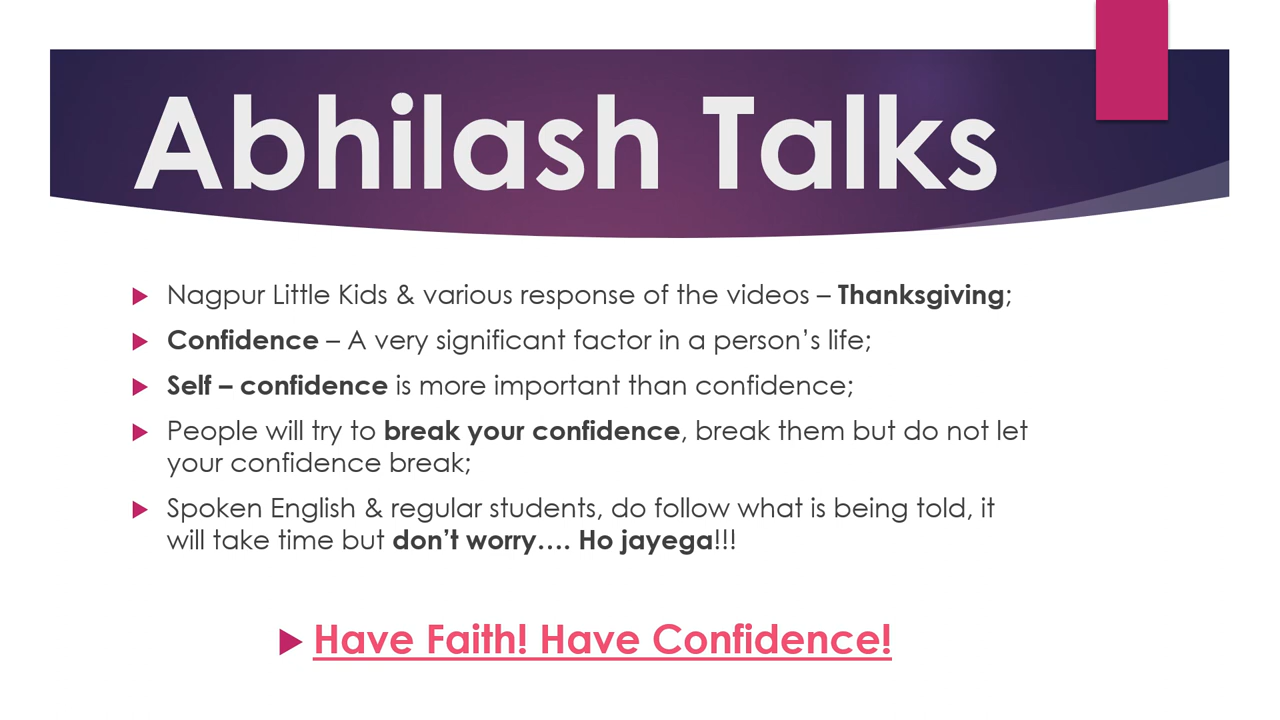 Abhilash Talks
Nagpur Little Kids & various response of the videos – Thanksgiving;
Confidence – A very significant factor in a person’s life;
Self – confidence is more important than confidence;
People will try to break your confidence, break them but do not let
your confidence break;
Spoken English & regular students, do follow what is being told, it
will take time but don’t worry…. Ho jayega!!!
Have Faith! Have Confidence!